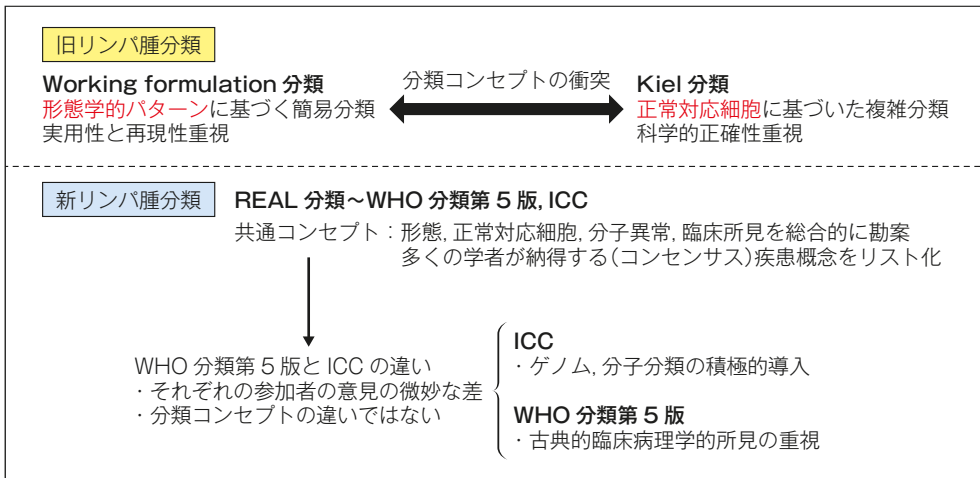 旧リンパ腫分類
Working formulation 分類
形態学的パターンに基づく簡易分類
実用性と再現性重視
分類コンセプトの衝突
Kiel 分類
正常対応細胞に基づいた複雑分類
科学的正確性重視
新リンパ腫分類
REAL 分類～WHO 分類第 5 版, ICC
共通コンセプト：形態, 正常対応細胞, 分子異常, 臨床所見を総合的に勘案
多くの学者が納得する(コンセンサス)疾患概念をリスト化
WHO 分類第 5 版と ICC の違い
・それぞれの参加者の意見の微妙な差
・分類コンセプトの違いではない
ICC
・ゲノム, 分子分類の積極的導入
WHO 分類第 5 版
・古典的臨床病理学的所見の重視